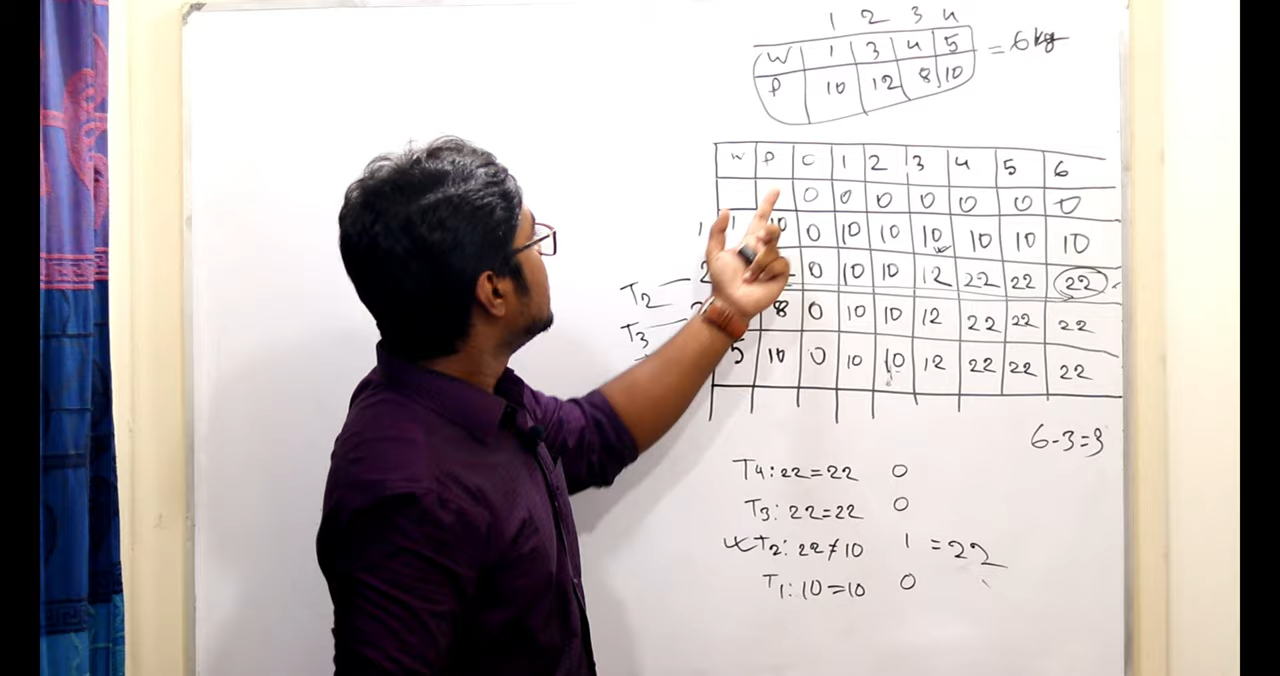 1 2 3 4
W 1 3 4 5 = 6kg
P 10 12 8 10
W P 0 1 2 3 4 5 6
0 0 0 0 0 0 0
1 1 10 0 10 10 10 10 10 10
T2 2 0 10 10 12 22 22 22
T3 8 0 10 10 12 22 22 22
5 10 0 10 10 12 22 22 22
6-3=3
T4: 22=22 0
T3: 22=22 0
T2: 22≠10 1 = 22
T1: 10=10 0